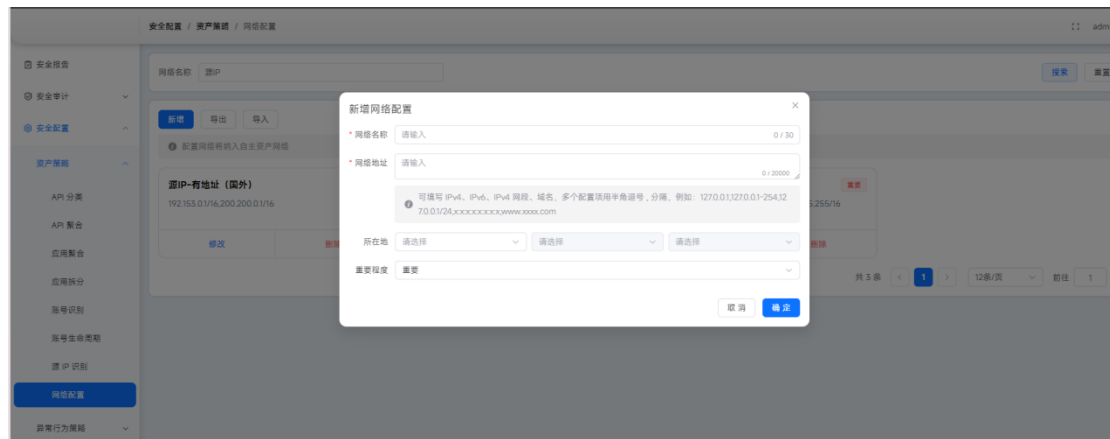 安全配置 / 资产策略 / 网络配置
adm
安全报告
安全审计
安全配置
资产策略
API 分类
API 聚合
应用聚合
应用拆分
账号识别
账号生命周期
源 IP 识别
网络配置
异常行为策略
网络名称 源IP
搜索 重置
新增 导出 导入
配置网络将纳入自主资产网络
源IP-有地址（国外）
192.153.0.1/16,200.200.0.1/16
修改 删除
重要
5.255/16
删除
共 3 条 < 1 > 12条/页 前往 1
新增网络配置 ×
* 网络名称 请输入 0 / 30
* 网络地址 请输入
0 / 20000
可填写 IPv4、IPv6、IPv4 网段、域名，多个配置项用半角逗号 , 分隔，例如：127.0.0.1,127.0.0.1-254,12
7.0.0.1/24,x:x:x:x:x:x:x:x,www.xxxx.com
所在地 请选择 请选择 请选择
重要程度 重要
取 消 确 定